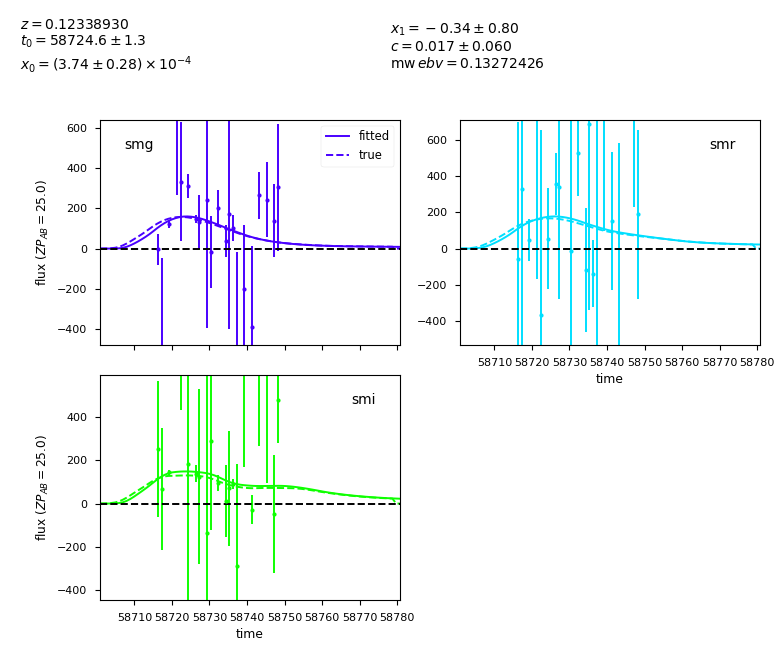 z = 0.12338930
t₀ = 58724.6 ± 1.3
x₀ = (3.74 ± 0.28) × 10⁻⁴
x₁ = −0.34 ± 0.80
c = 0.017 ± 0.060
mw ebv = 0.13272426
smg
fitted
true
flux (ZP_AB = 25.0)
600
400
200
0
−200
−400
smr
600
400
200
0
−200
−400
58710 58720 58730 58740 58750 58760 58770 58780
time
smi
flux (ZP_AB = 25.0)
400
200
0
−200
−400
58710 58720 58730 58740 58750 58760 58770 58780
time